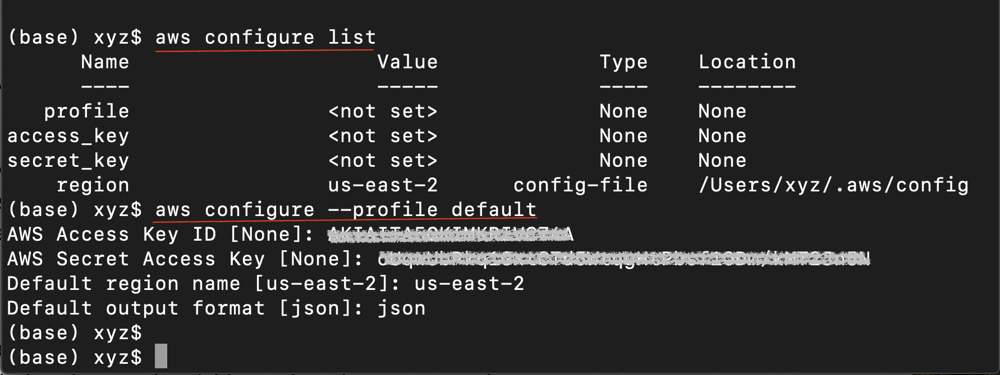 (base) xyz$ aws configure list
Name Value Type Location
---- ----- ---- --------
profile <not set> None None
access_key <not set> None None
secret_key <not set> None None
region us-east-2 config-file /Users/xyz/.aws/config
(base) xyz$ aws configure --profile default
AWS Access Key ID [None]:
AWS Secret Access Key [None]:
Default region name [us-east-2]: us-east-2
Default output format [json]: json
(base) xyz$
(base) xyz$